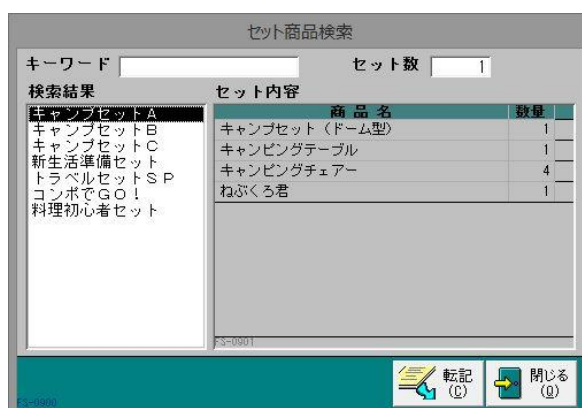 セット商品検索
キーワード
セット数 1
検索結果
キャンプセットA
キャンプセットB
キャンプセットC
新生活準備セット
トラベルセットSP
コンポでGO!
料理初心者セット
セット内容
商品名 数量
キャンプセット(ドーム型) 1
キャンピングテーブル 1
キャンピングチェアー 4
ねぶくろ君 1
FS-0901
転記(C)
閉じる(Q)
FS-0900